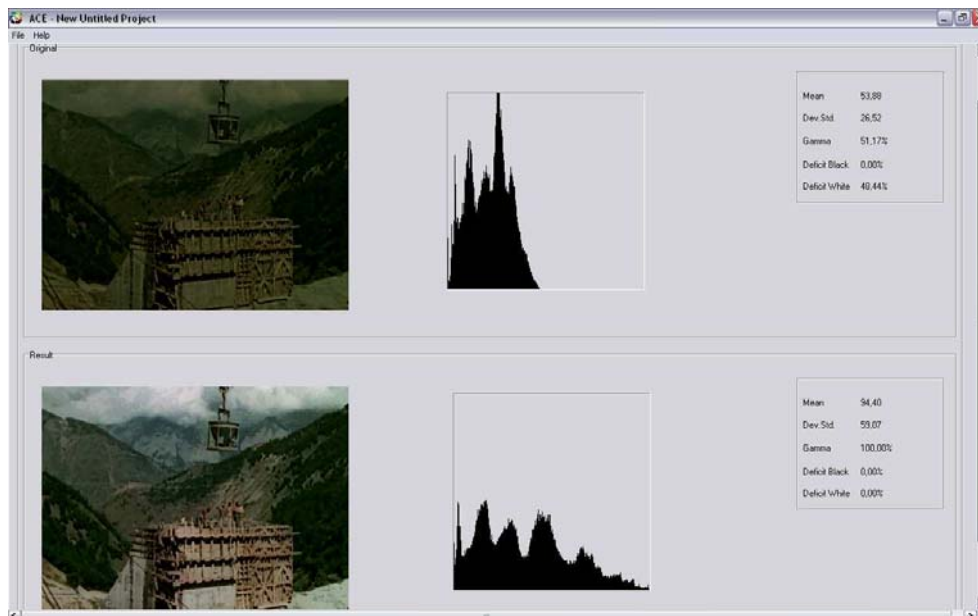 ACE - New Untitled Project
File Help
Original
Mean 53,88
Dev.Std. 26,52
Gamma 51,17%
Deficit Black 0,00%
Deficit White 48,44%
Result
Mean 94,40
Dev.Std. 59,07
Gamma 100,00%
Deficit Black 0,00%
Deficit White 0,00%